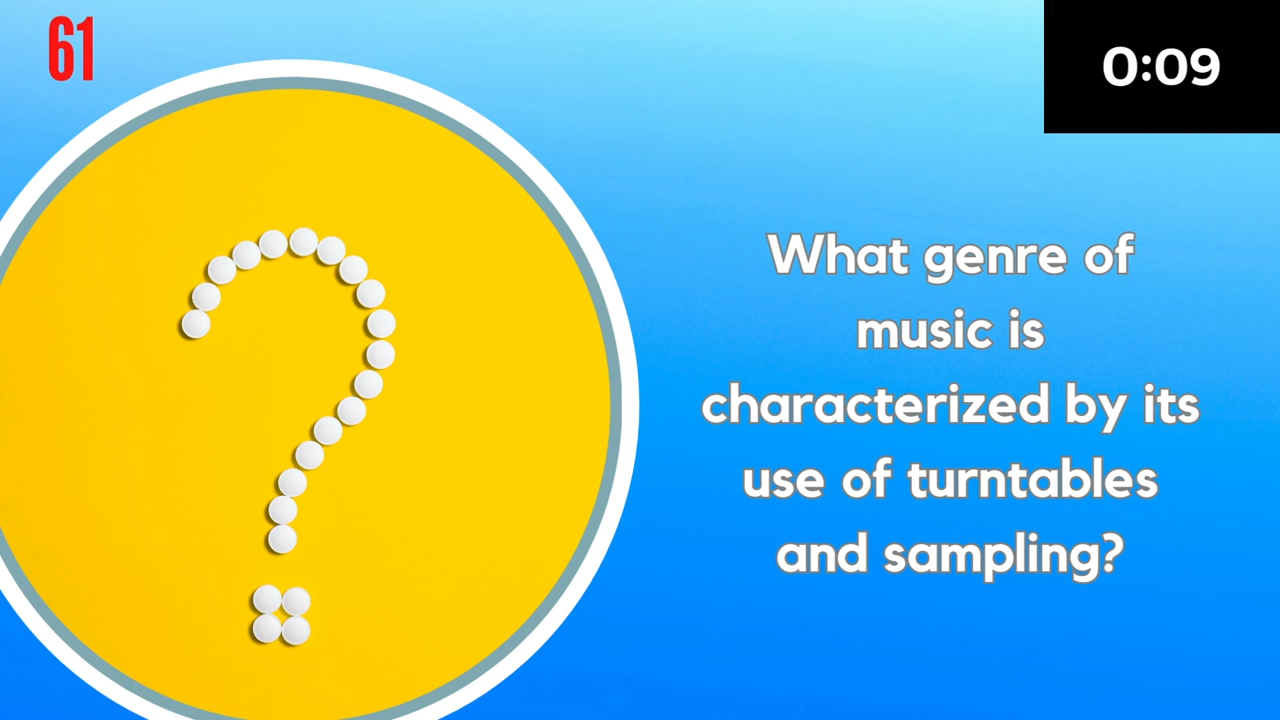 61
0:09
What genre of
music is
characterized by its
use of turntables
and sampling?